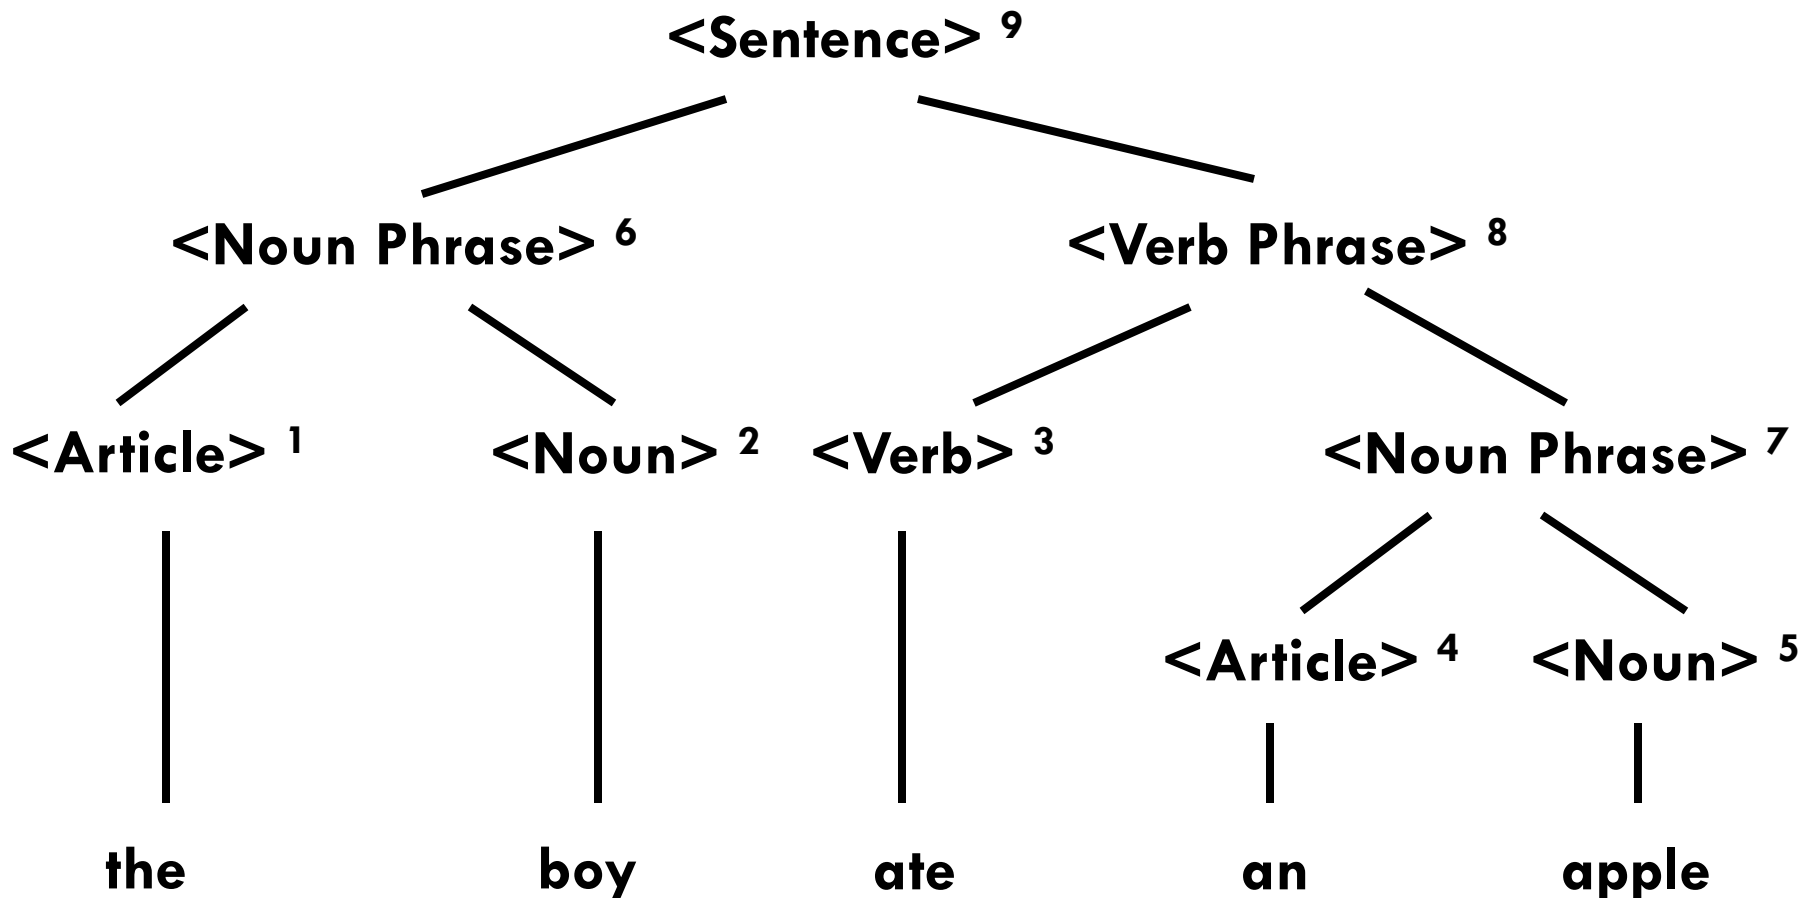 <Sentence> 9
<Noun Phrase> 6 <Verb Phrase> 8
<Article> 1 <Noun> 2 <Verb> 3 <Noun Phrase> 7
<Article> 4 <Noun> 5
the boy ate an apple